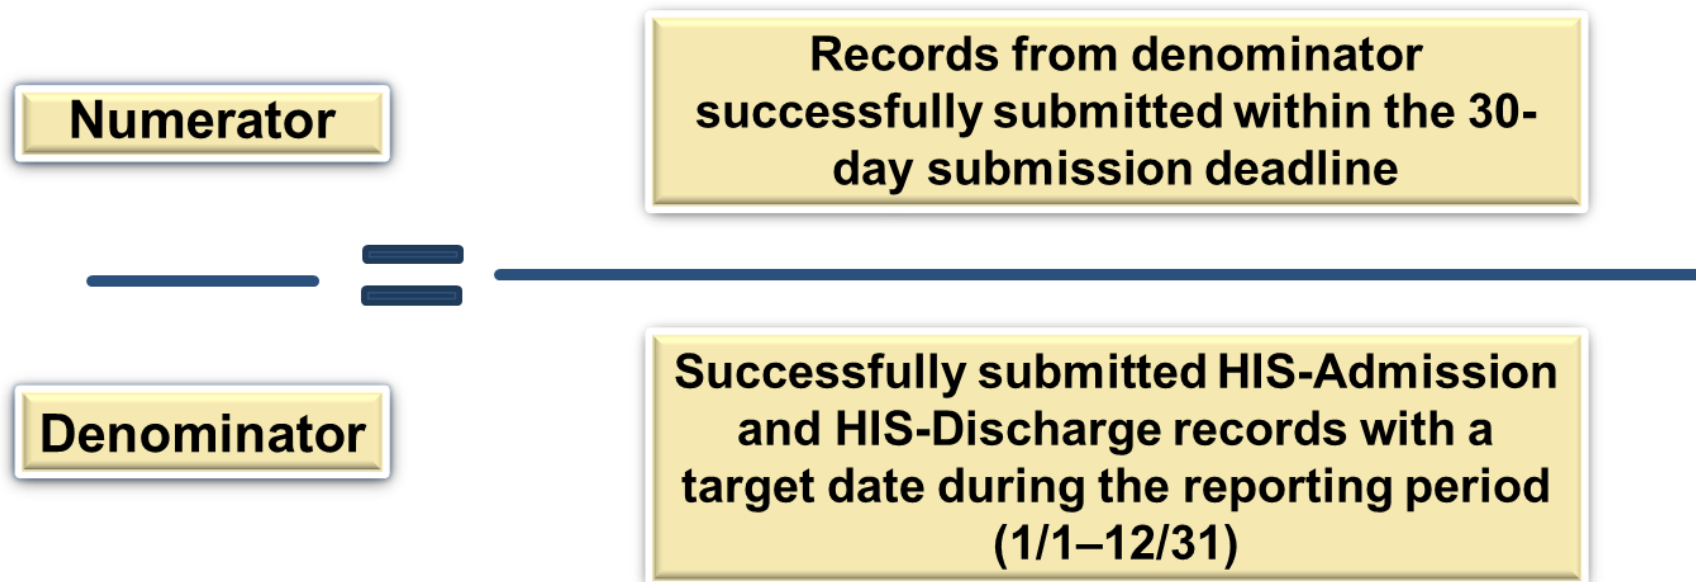 Numerator
Records from denominator
successfully submitted within the 30-
day submission deadline
Denominator
Successfully submitted HIS-Admission
and HIS-Discharge records with a
target date during the reporting period
(1/1–12/31)